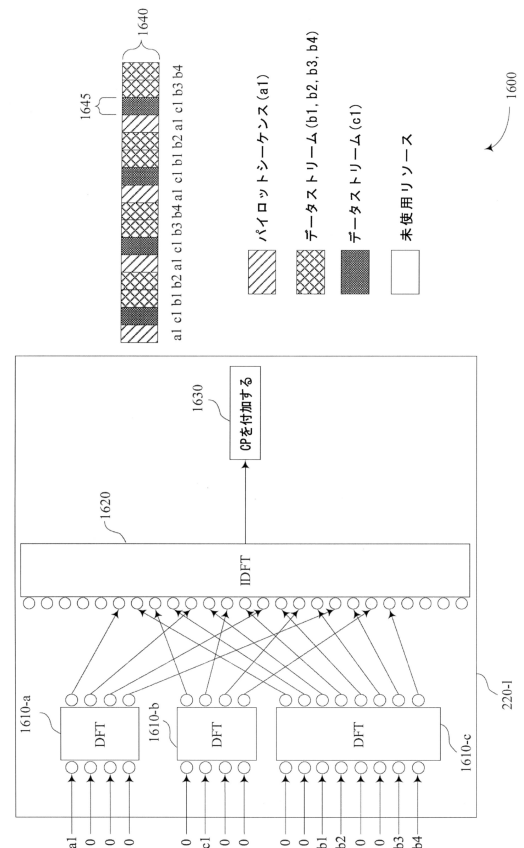 a1
0
0
0
0
c1
0
0
0
0
b1
b2
0
0
b3
b4
1610-a
DFT
1610-b
DFT
DFT
1610-c
1620
IDFT
1630
CPを付加する
220-1
1645
1640
a1 c1 b1 b2 a1 c1 b3 b4 a1 c1 b1 b2 a1 c1 b3 b4
パイロットシーケンス(a1)
データストリーム(b1, b2, b3, b4)
データストリーム(c1)
未使用リソース
1600